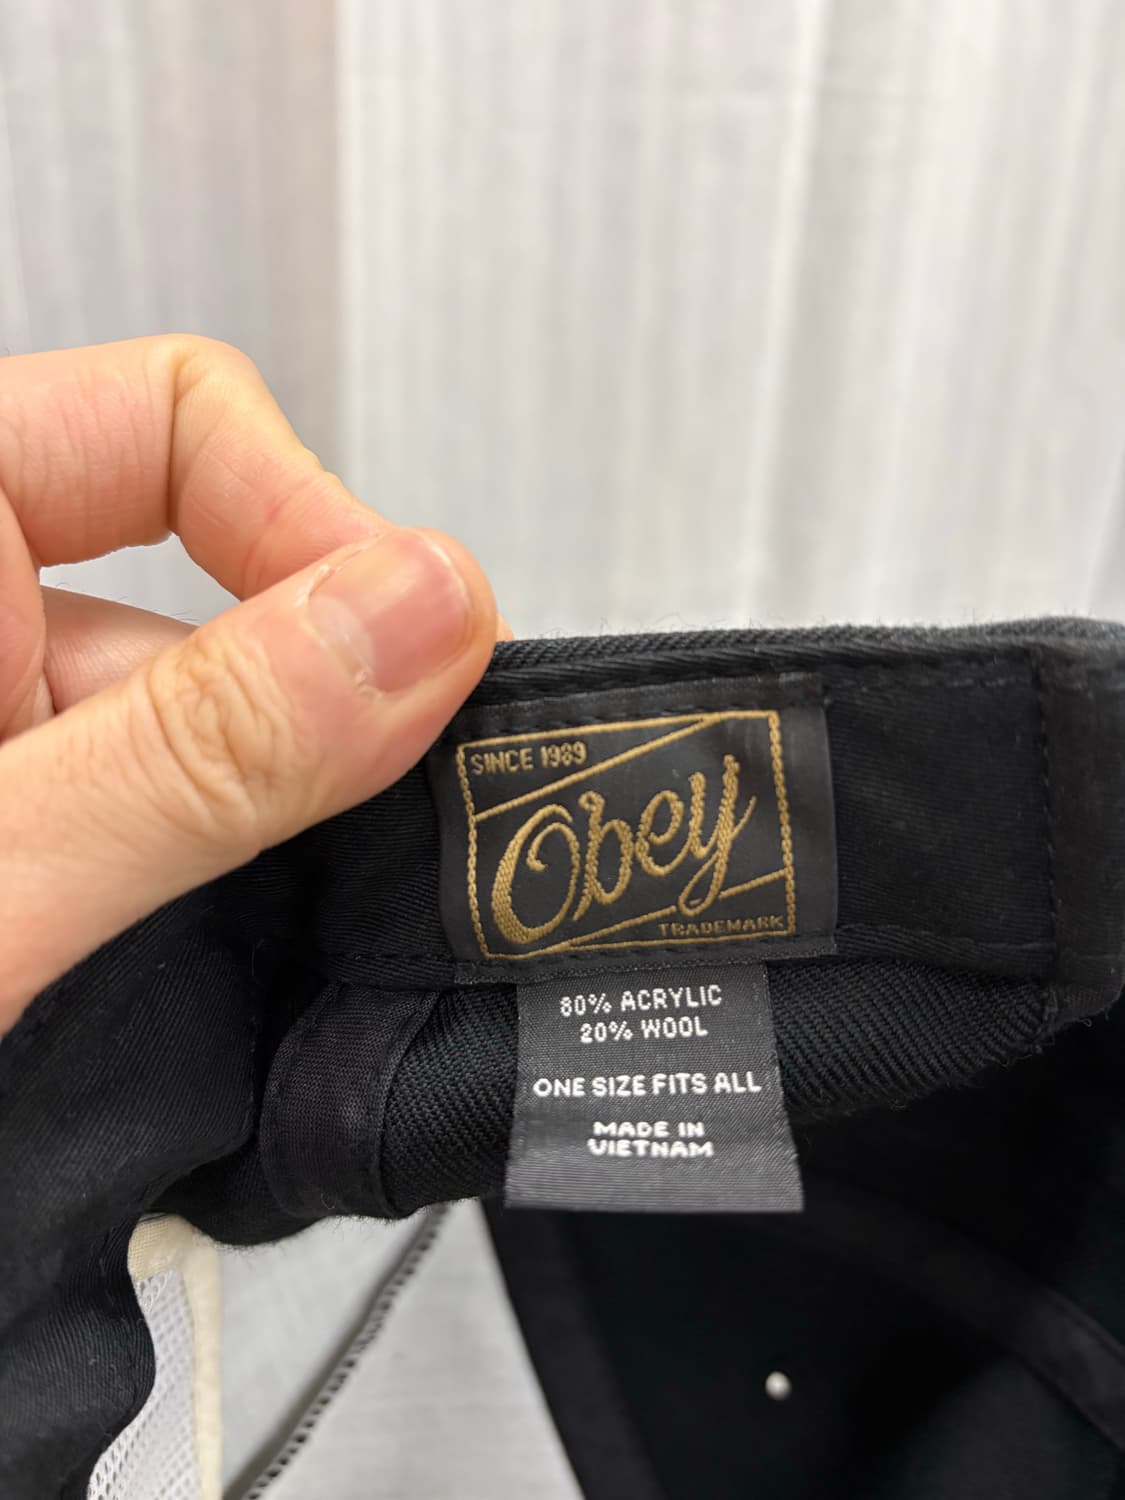 SINCE 1989
Obey
TRADEMARK
80% ACRYLIC
20% WOOL
ONE SIZE FITS ALL
MADE IN
VIETNAM